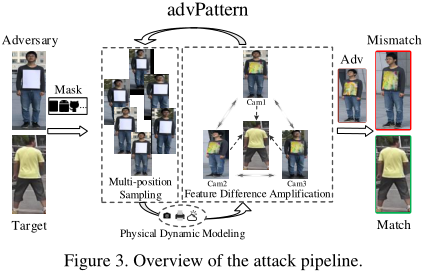 advPattern
Adversary
Mismatch
Mask
Adv
Cam1
Cam2
Cam3
Multi-position
Sampling
Feature Difference Amplification
Target
Match
Physical Dynamic Modeling
Figure 3. Overview of the attack pipeline.